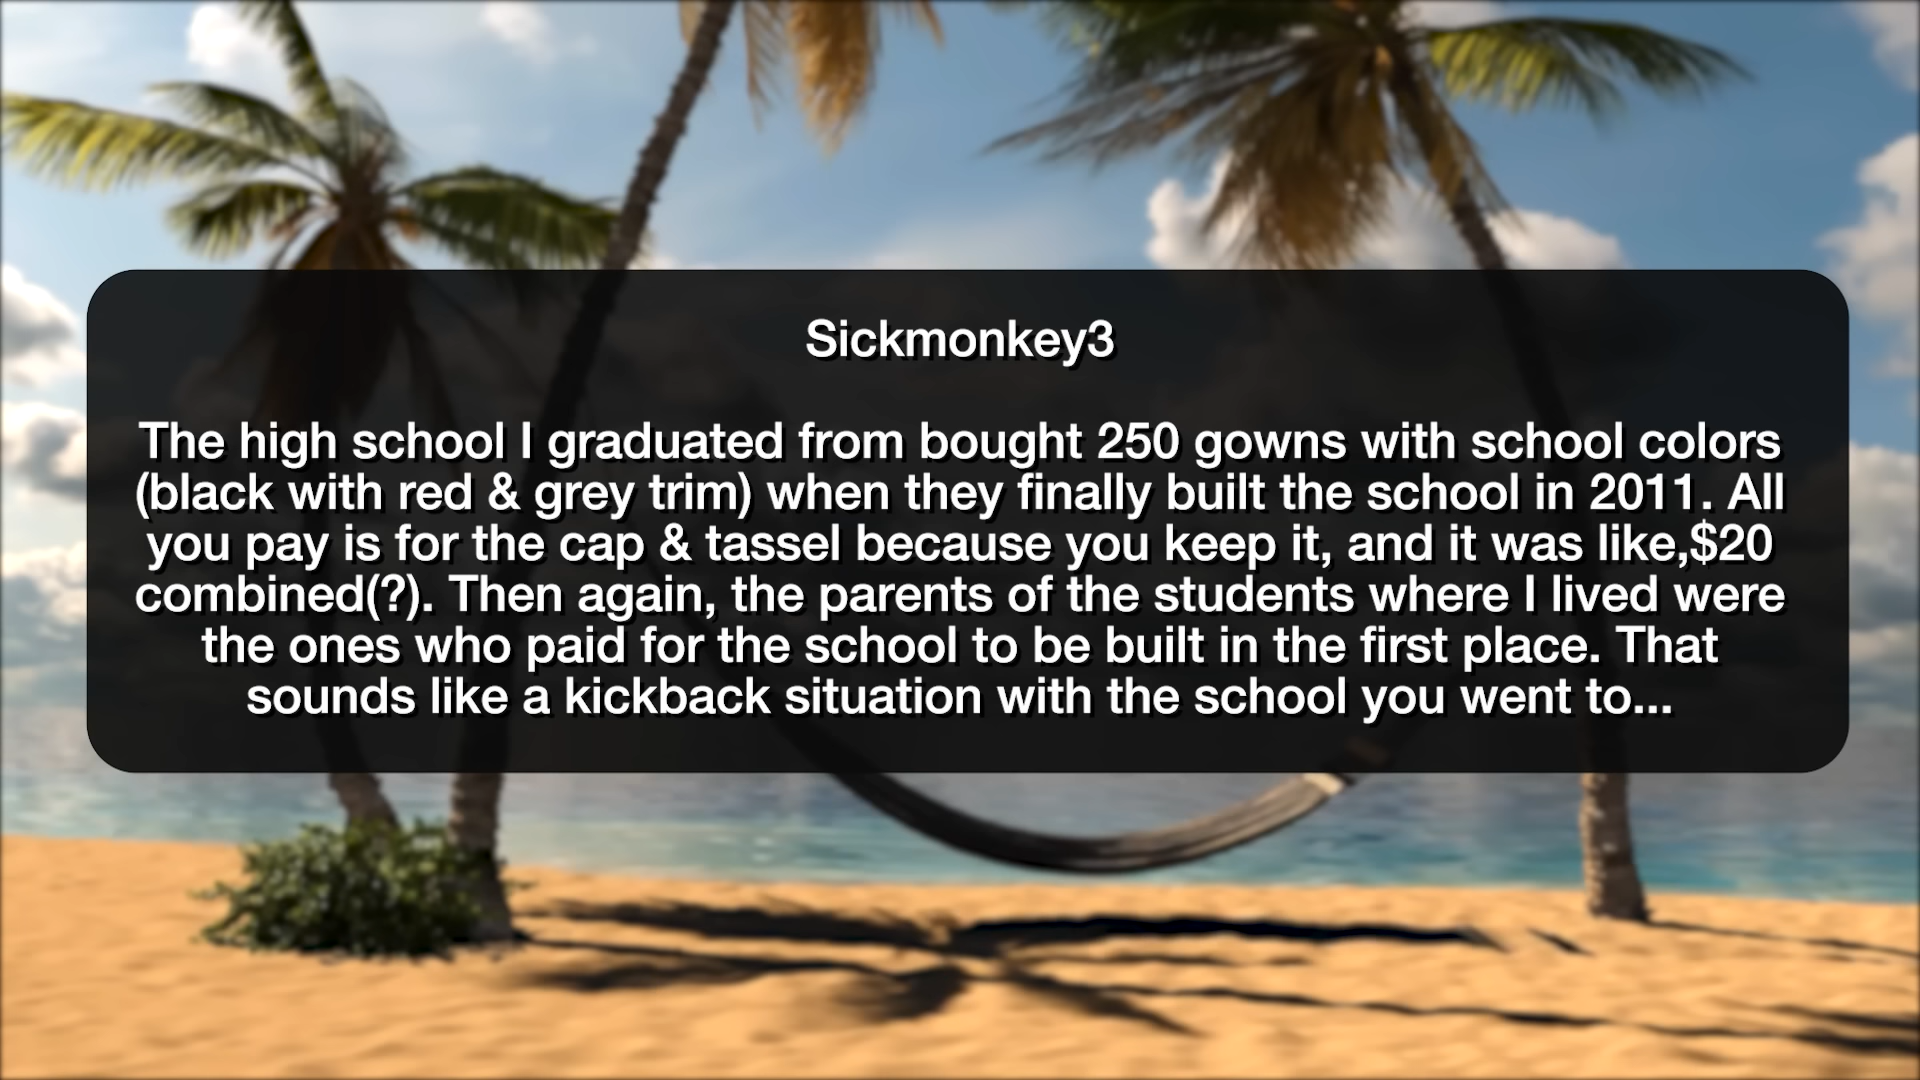 Sickmonkey3
The high school I graduated from bought 250 gowns with school colors
(black with red & grey trim) when they finally built the school in 2011. All
you pay is for the cap & tassel because you keep it, and it was like,$20
combined(?). Then again, the parents of the students where I lived were
the ones who paid for the school to be built in the first place. That
sounds like a kickback situation with the school you went to...